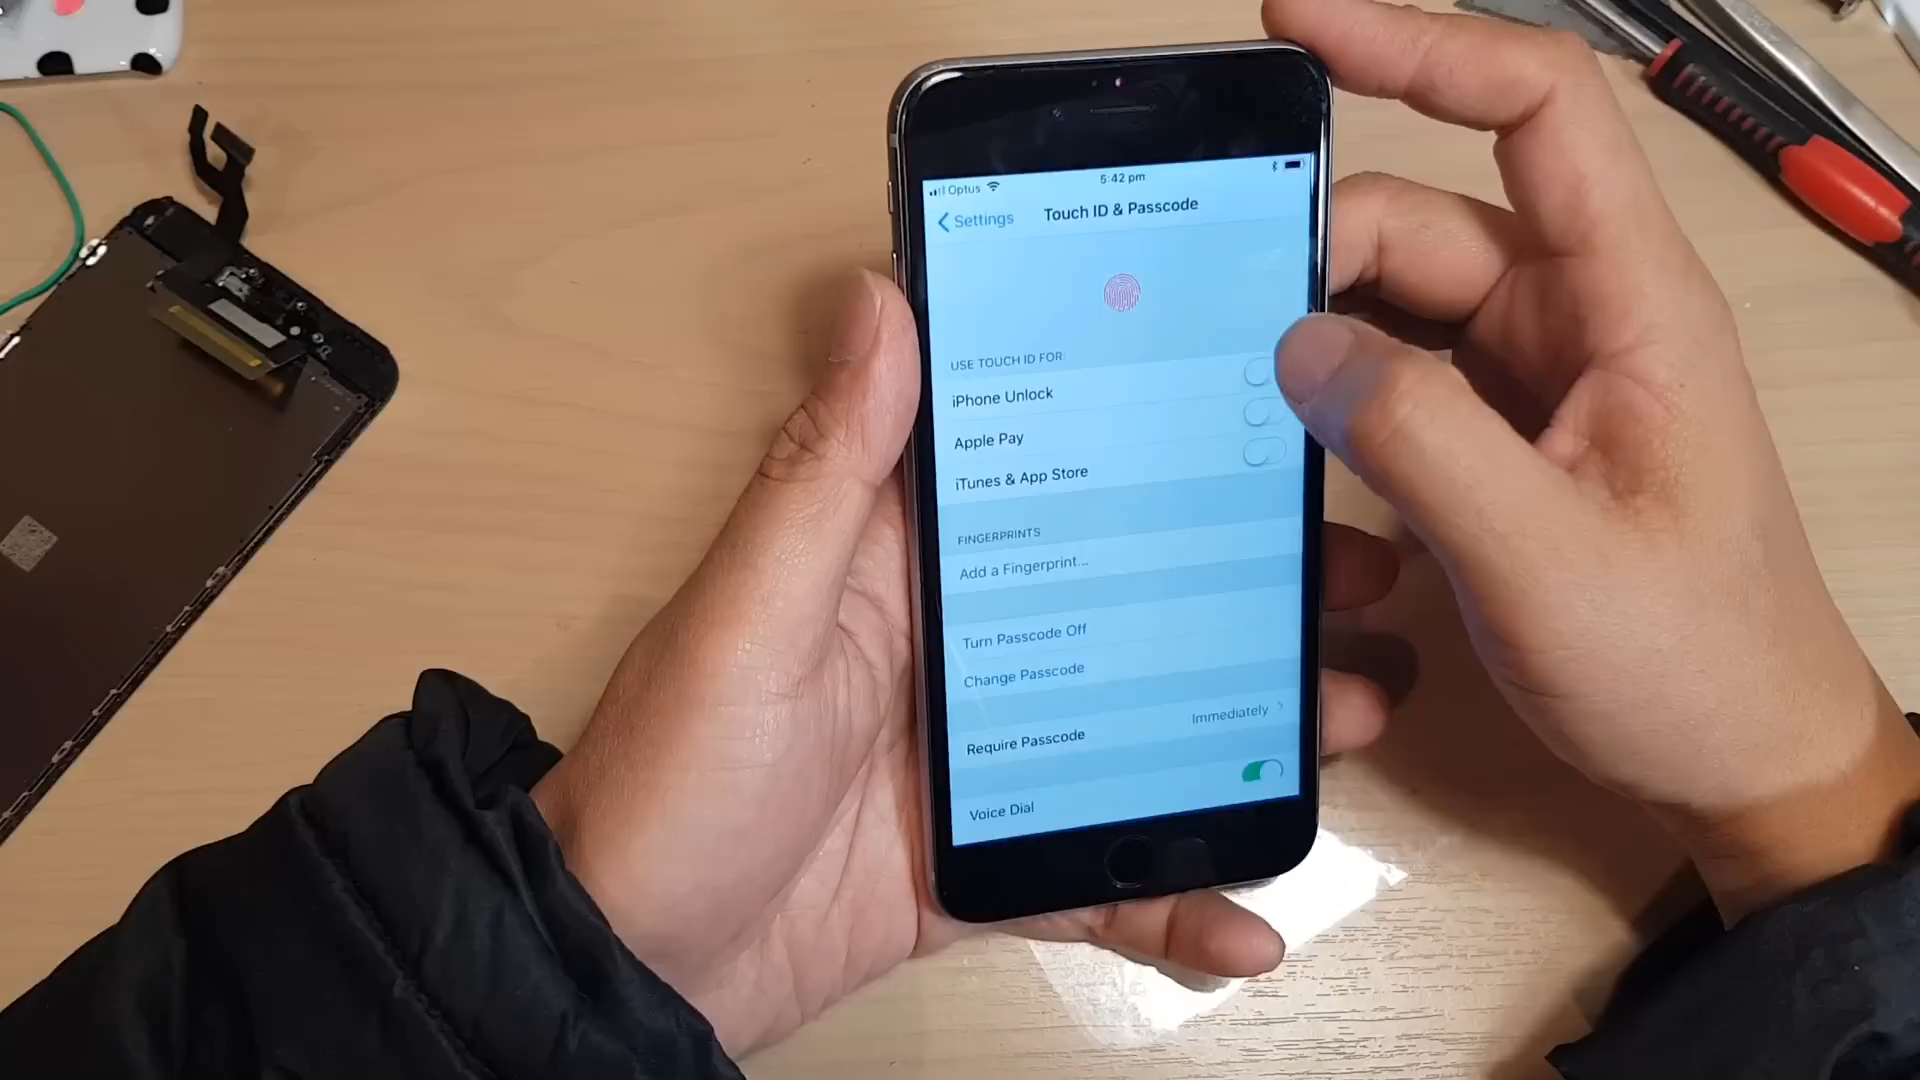 Optus 5:42 pm
Settings Touch ID & Passcode
USE TOUCH ID FOR:
iPhone Unlock
Apple Pay
iTunes & App Store
FINGERPRINTS
Add a Fingerprint...
Turn Passcode Off
Change Passcode
Require Passcode Immediately
Voice Dial